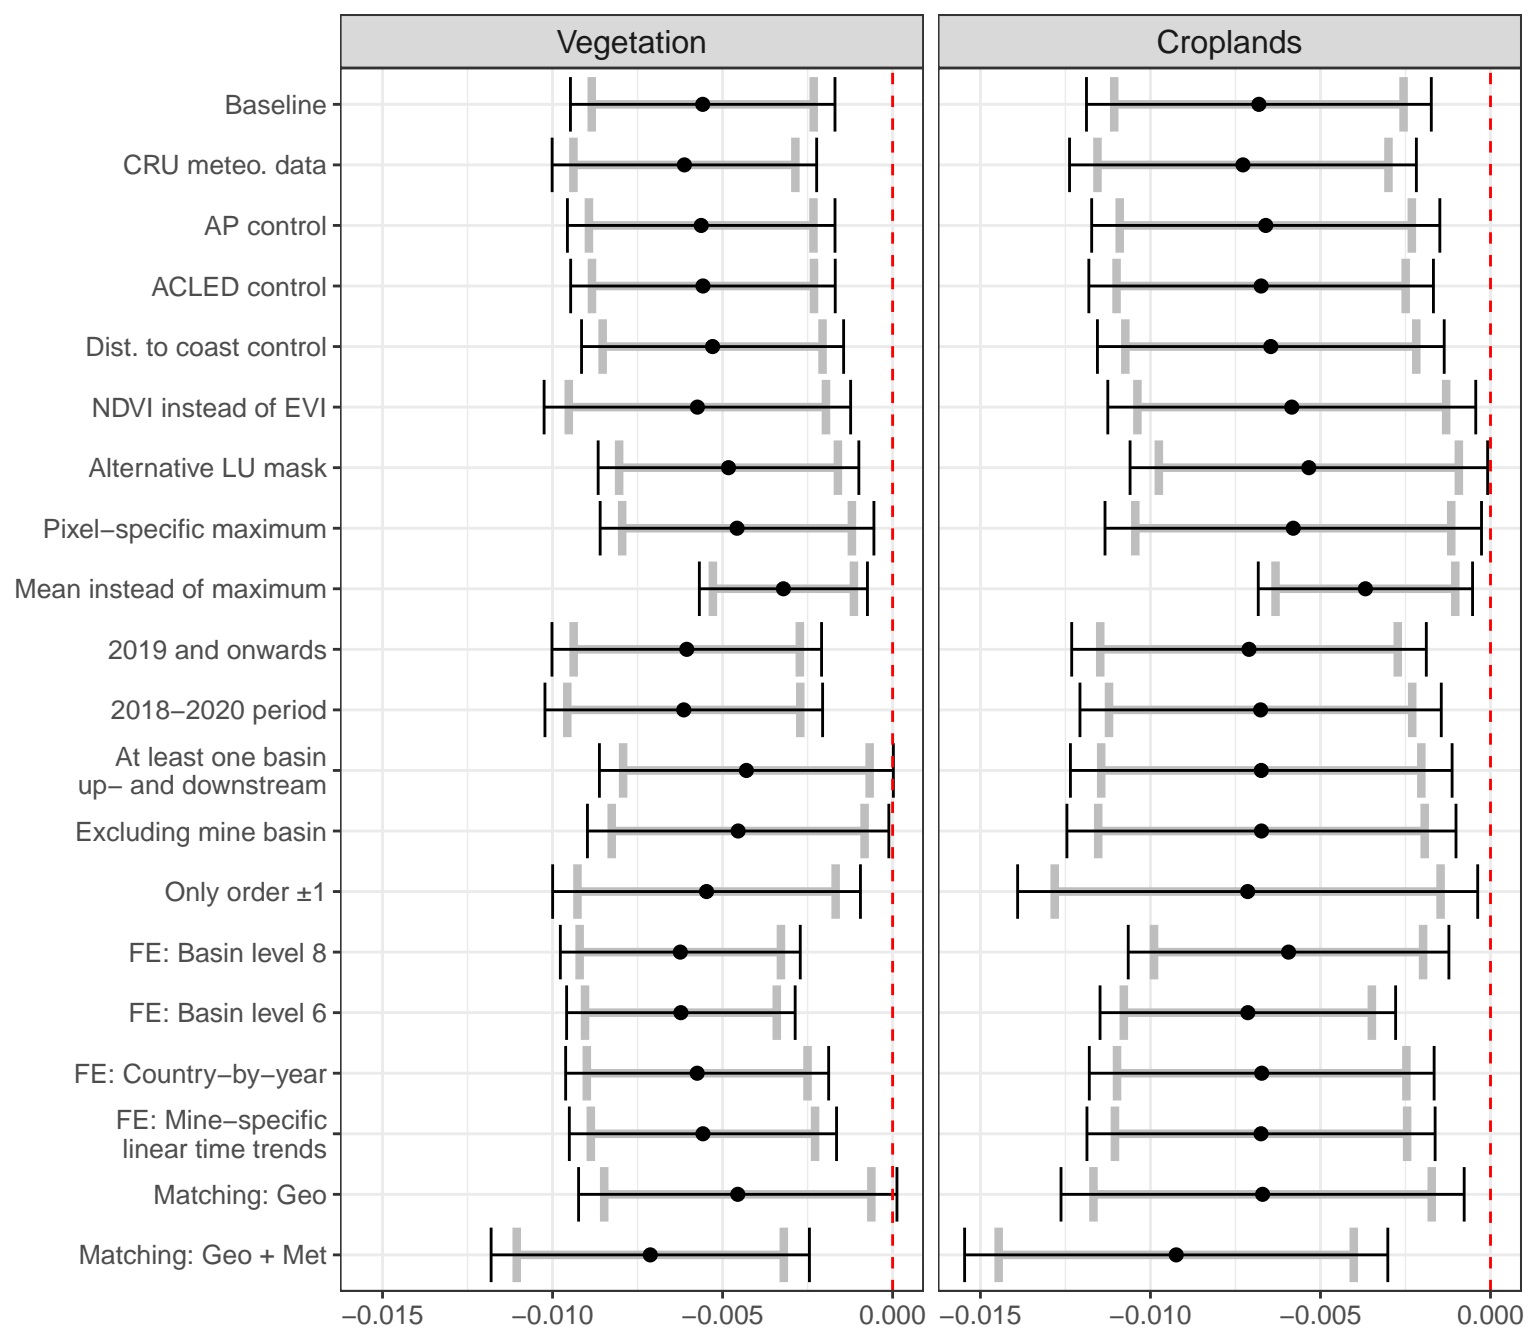 Vegetation
Croplands
Baseline
CRU meteo. data
AP control
ACLED control
Dist. to coast control
NDVI instead of EVI
Alternative LU mask
Pixel−specific maximum
Mean instead of maximum
2019 and onwards
2018−2020 period
At least one basin
up− and downstream
Excluding mine basin
Only order ±1
FE: Basin level 8
FE: Basin level 6
FE: Country−by−year
FE: Mine−specific
linear time trends
Matching: Geo
Matching: Geo + Met
−0.015 −0.010 −0.005 0.000
−0.015 −0.010 −0.005 0.000